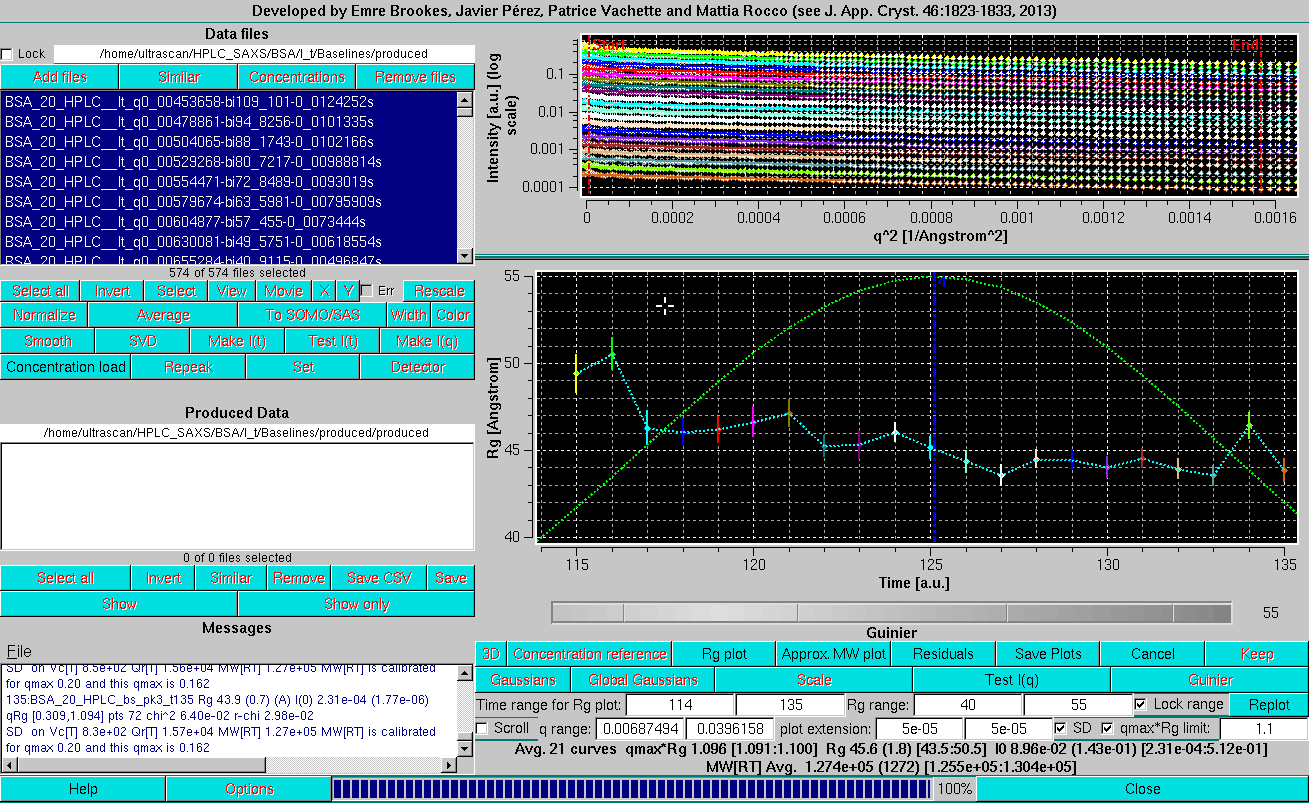 Developed by Emre Brookes, Javier Pérez, Patrice Vachette and Mattia Rocco (see J. App. Cryst. 46:1823-1833, 2013)
Data files
Lock /home/ultrascan/HPLC_SAXS/BSA/I_t/Baselines/produced
Add files Similar Concentrations Remove files
BSA_20_HPLC__It_q0_00453658-bi109_101-0_0124252s
BSA_20_HPLC__It_q0_00478861-bi94_8256-0_0101335s
BSA_20_HPLC__It_q0_00504065-bi88_1743-0_0102166s
BSA_20_HPLC__It_q0_00529268-bi80_7217-0_00988814s
BSA_20_HPLC__It_q0_00554471-bi72_8489-0_0093019s
BSA_20_HPLC__It_q0_00579674-bi63_5981-0_00795909s
BSA_20_HPLC__It_q0_00604877-bi57_455-0_0073444s
BSA_20_HPLC__It_q0_00630081-bi49_5751-0_00618554s
BSA_20_HPLC__It_q0_00655284-bi40_9115-0_00496847s
574 of 574 files selected
Select all Invert Select View Movie X Y Err Rescale
Normalize Average To SOMO/SAS Width Color
Smooth SVD Make I(t) Test I(t) Make I(q)
Concentration load Repeak Set Detector
Produced Data
/home/ultrascan/HPLC_SAXS/BSA/I_t/Baselines/produced/produced
0 of 0 files selected
Select all Invert Similar Remove Save CSV Save
Show Show only
Messages
File
SD on Vc[T] 8.5e+02 Qr[T] 1.56e+04 MW[RT] 1.27e+05 MW[RT] is calibrated
for qmax 0.20 and this qmax is 0.162
135:BSA_20_HPLC_bs_pk3_t135 Rg 43.9 (0.7) (A) I(0) 2.31e-04 (1.77e-06)
qRg [0.309,1.094] pts 72 chi^2 6.40e-02 r-chi 2.98e-02
SD on Vc[T] 8.3e+02 Qr[T] 1.57e+04 MW[RT] 1.27e+05 MW[RT] is calibrated
for qmax 0.20 and this qmax is 0.162
Help Options 100% Close
Intensity [a.u.] (log
scale)
Start End
0.1
0.01
0.001
0.0001
0 0.0002 0.0004 0.0006 0.0008 0.001 0.0012 0.0014 0.0016
q^2 [1/Angstrom^2]
Rg [Angstrom]
55
50
45
40
115 120 125 130 135
Time [a.u.]
55
Guinier
3D Concentration reference Rg plot Approx. MW plot Residuals Save Plots Cancel Keep
Gaussians Global Gaussians Scale Test I(q) Guinier
Time range for Rg plot: 114 135 Rg range: 40 55 Lock range Replot
Scroll q range: 0.00687494 0.0396158 plot extension: 5e-05 5e-05 SD qmax*Rg limit: 1.1
Avg. 21 curves qmax*Rg 1.096 [1.091:1.100] Rg 45.6 (1.8) [43.5:50.5] I0 8.96e-02 (1.43e-01) [2.31e-04:5.12e-01]
MW[RT] Avg. 1.274e+05 (1272) [1.255e+05:1.304e+05]